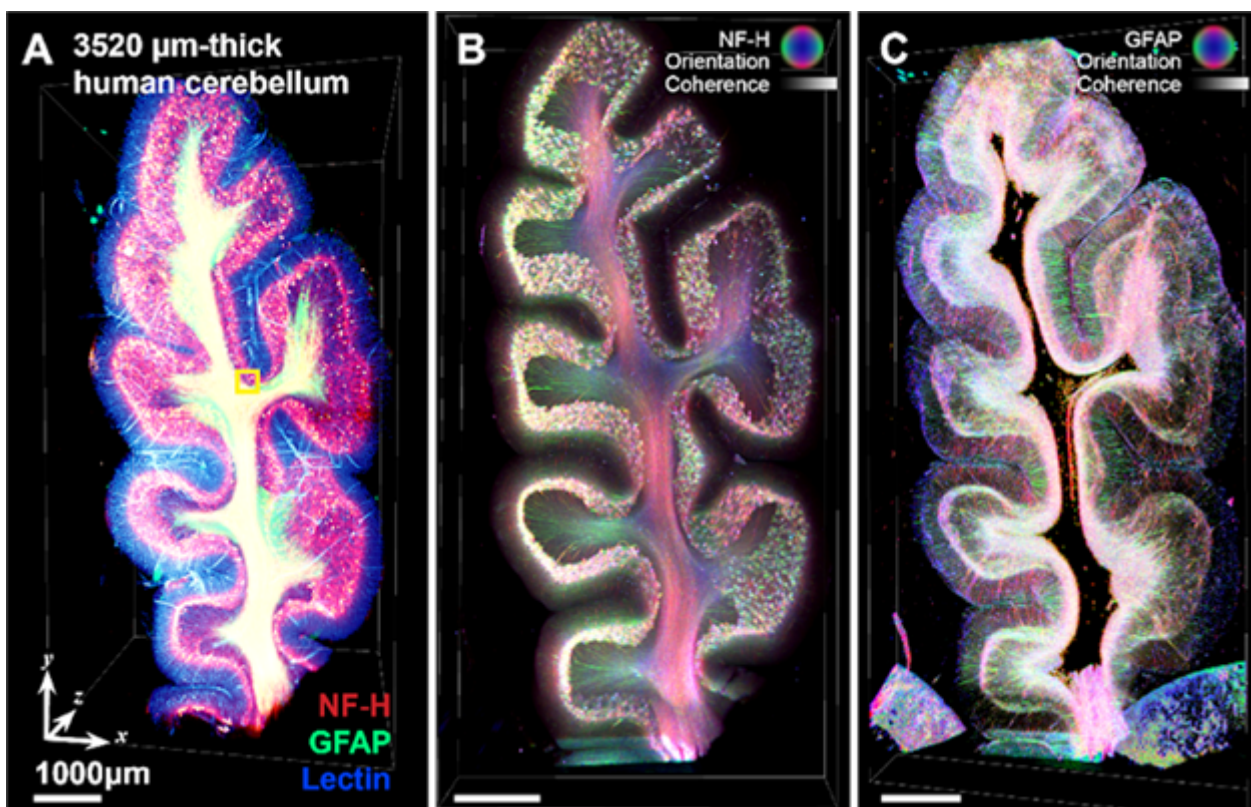 A 3520 µm-thick
human cerebellum
y
z
x
NF-H
GFAP
Lectin
1000µm
B NF-H
Orientation
Coherence
C GFAP
Orientation
Coherence